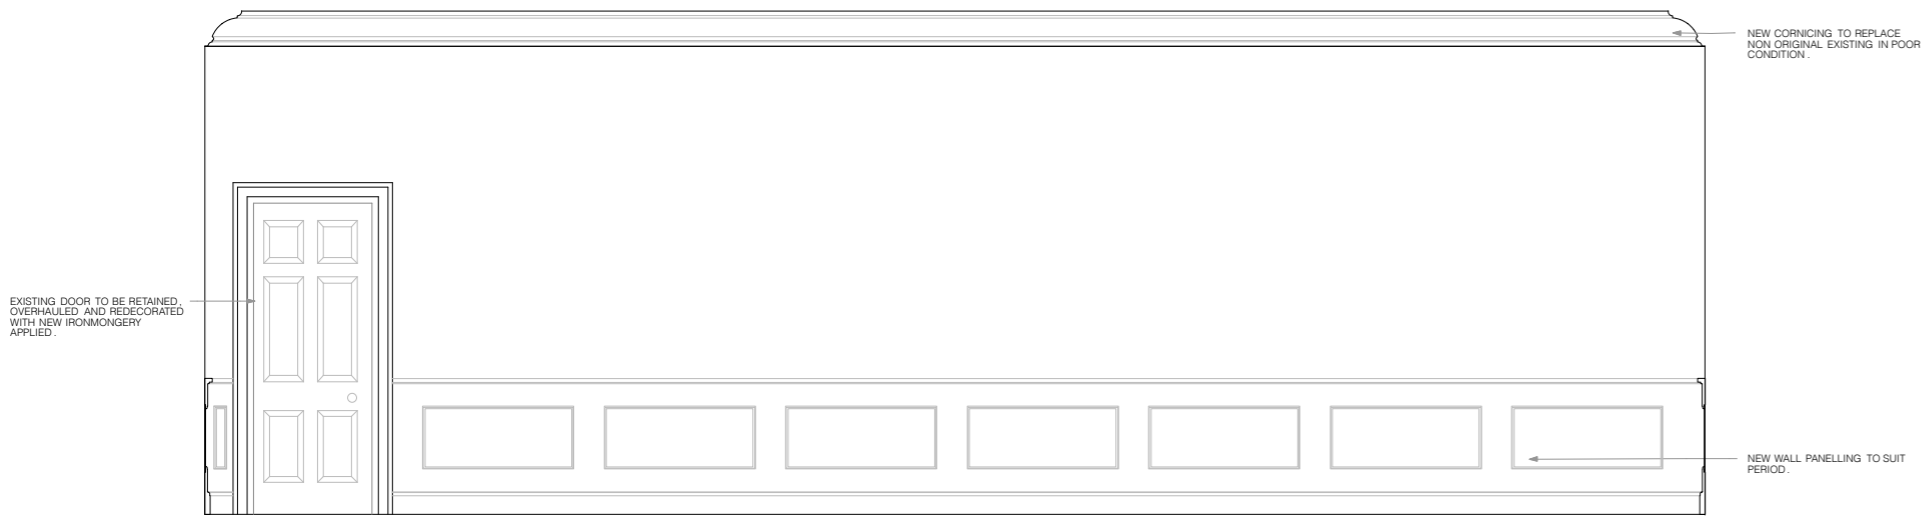 NEW CORNICING TO REPLACE
NON ORIGINAL EXISTING IN POOR
CONDITION.
EXISTING DOOR TO BE RETAINED,
OVERHAULED AND REDECORATED
WITH NEW IRONMONGERY
APPLIED.
NEW WALL PANELLING TO SUIT
PERIOD.